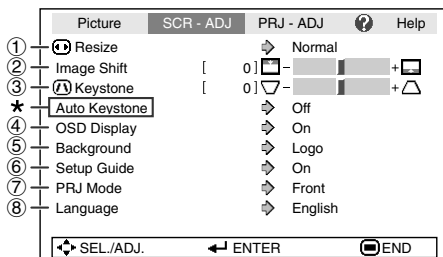 Picture SCR - ADJ PRJ - ADJ ? Help
① Resize Normal
② Image Shift [ 0 ] − +
③ Keystone [ 0 ] − +
* Auto Keystone Off
④ OSD Display On
⑤ Background Logo
⑥ Setup Guide On
⑦ PRJ Mode Front
⑧ Language English
SEL./ADJ. ENTER END